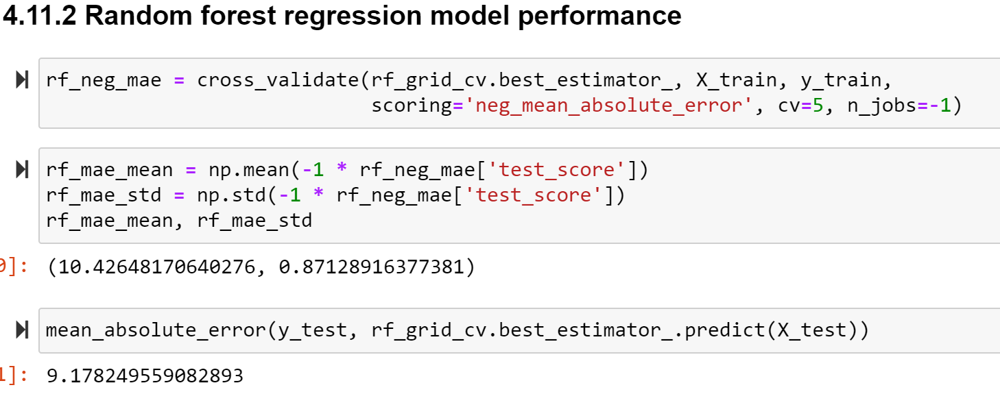 4.11.2 Random forest regression model performance
rf_neg_mae = cross_validate(rf_grid_cv.best_estimator_, X_train, y_train,
scoring='neg_mean_absolute_error', cv=5, n_jobs=-1)
rf_mae_mean = np.mean(-1 * rf_neg_mae['test_score'])
rf_mae_std = np.std(-1 * rf_neg_mae['test_score'])
rf_mae_mean, rf_mae_std
0]: (10.42648170640276, 0.87128916377381)
mean_absolute_error(y_test, rf_grid_cv.best_estimator_.predict(X_test))
1]: 9.178249559082893